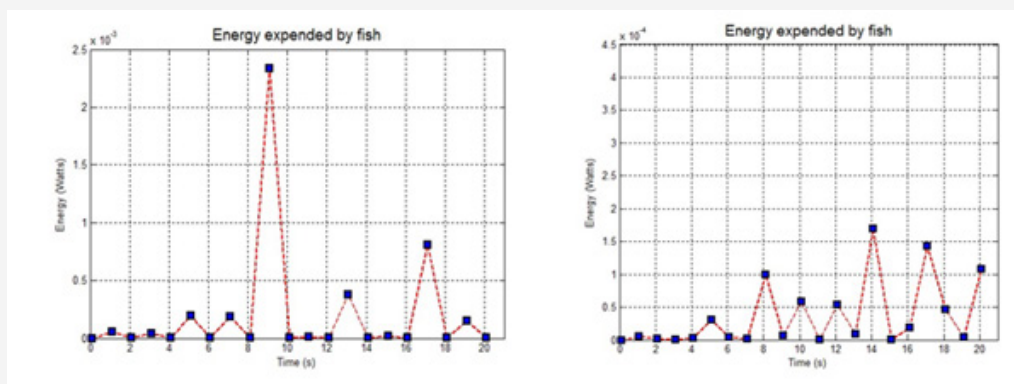 Energy expended by fish
x 10⁻³
2.5
2
1.5
1
0.5
0
0 2 4 6 8 10 12 14 16 18 20
Energy (Watts)
Time (s)
Energy expended by fish
x 10⁻⁴
4.5
4
3.5
3
2.5
2
1.5
1
0.5
0
0 2 4 6 8 10 12 14 16 18 20
Energy (Watts)
Time (s)